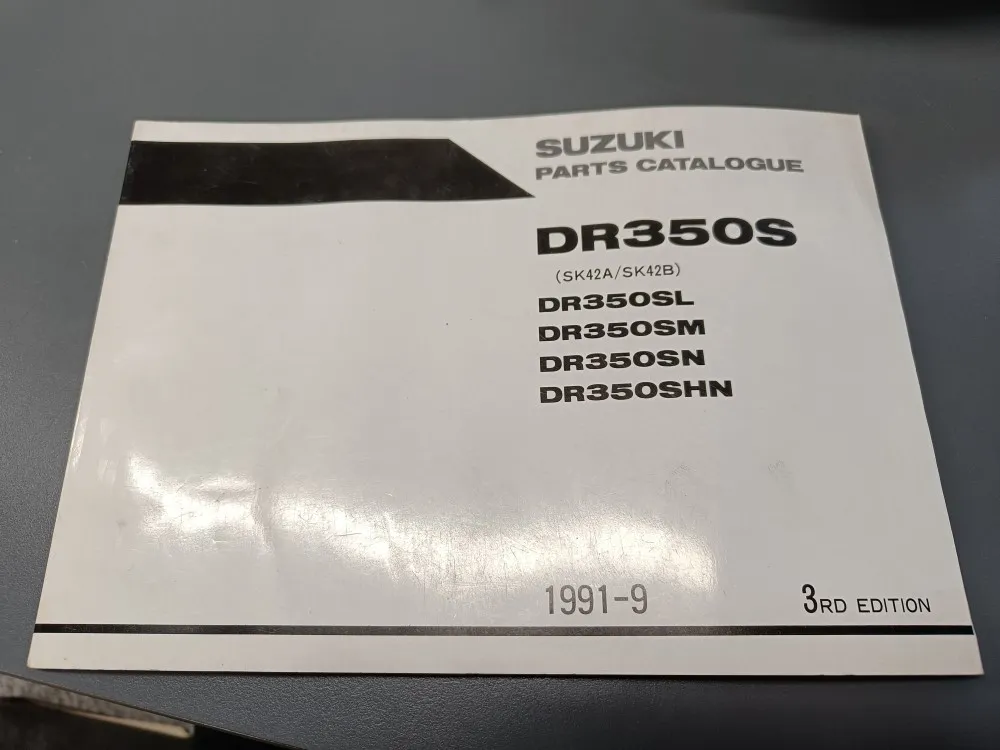 SUZUKI
PARTS CATALOGUE
DR350S
(SK42A/SK42B)
DR350SL
DR350SM
DR350SN
DR350SHN
1991-9
3RD EDITION